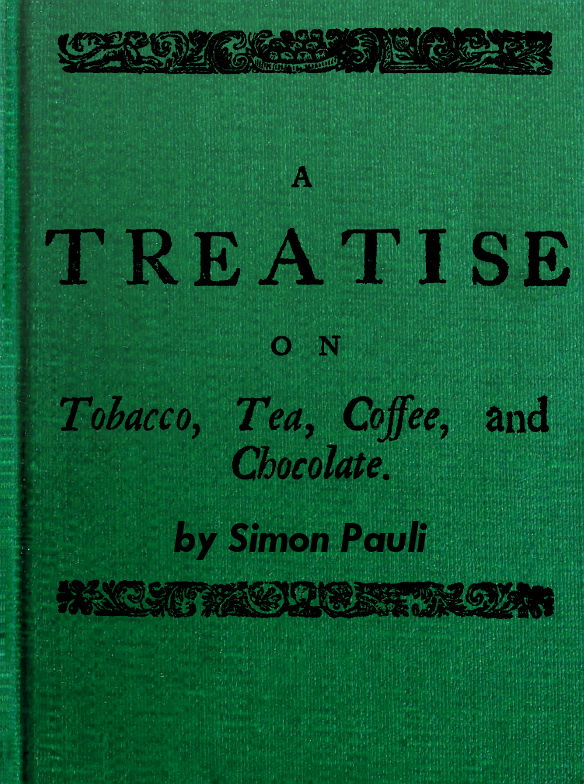 A
TREATISE
ON
Tobacco, Tea, Coffee, and
Chocolate.
by Simon Pauli